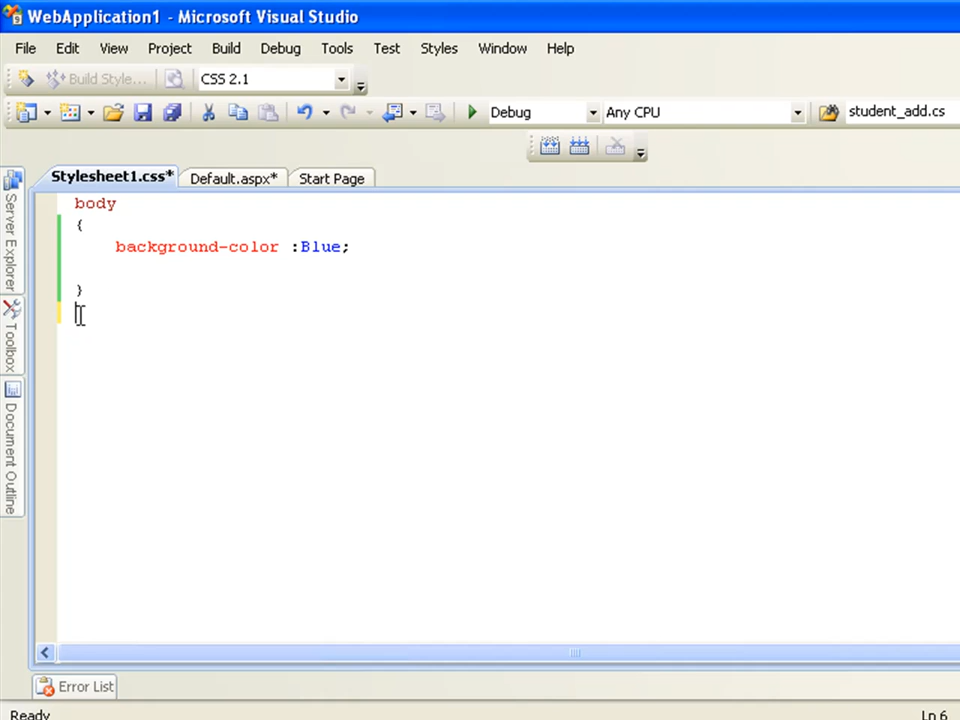 WebApplication1 - Microsoft Visual Studio
File Edit View Project Build Debug Tools Test Styles Window Help
Build Style... CSS 2.1
Debug Any CPU student_add.cs
Stylesheet1.css* Default.aspx* Start Page
Server Explorer
Toolbox
Document Outline
body
{
background-color :Blue;
}
Error List
Ready Ln 6